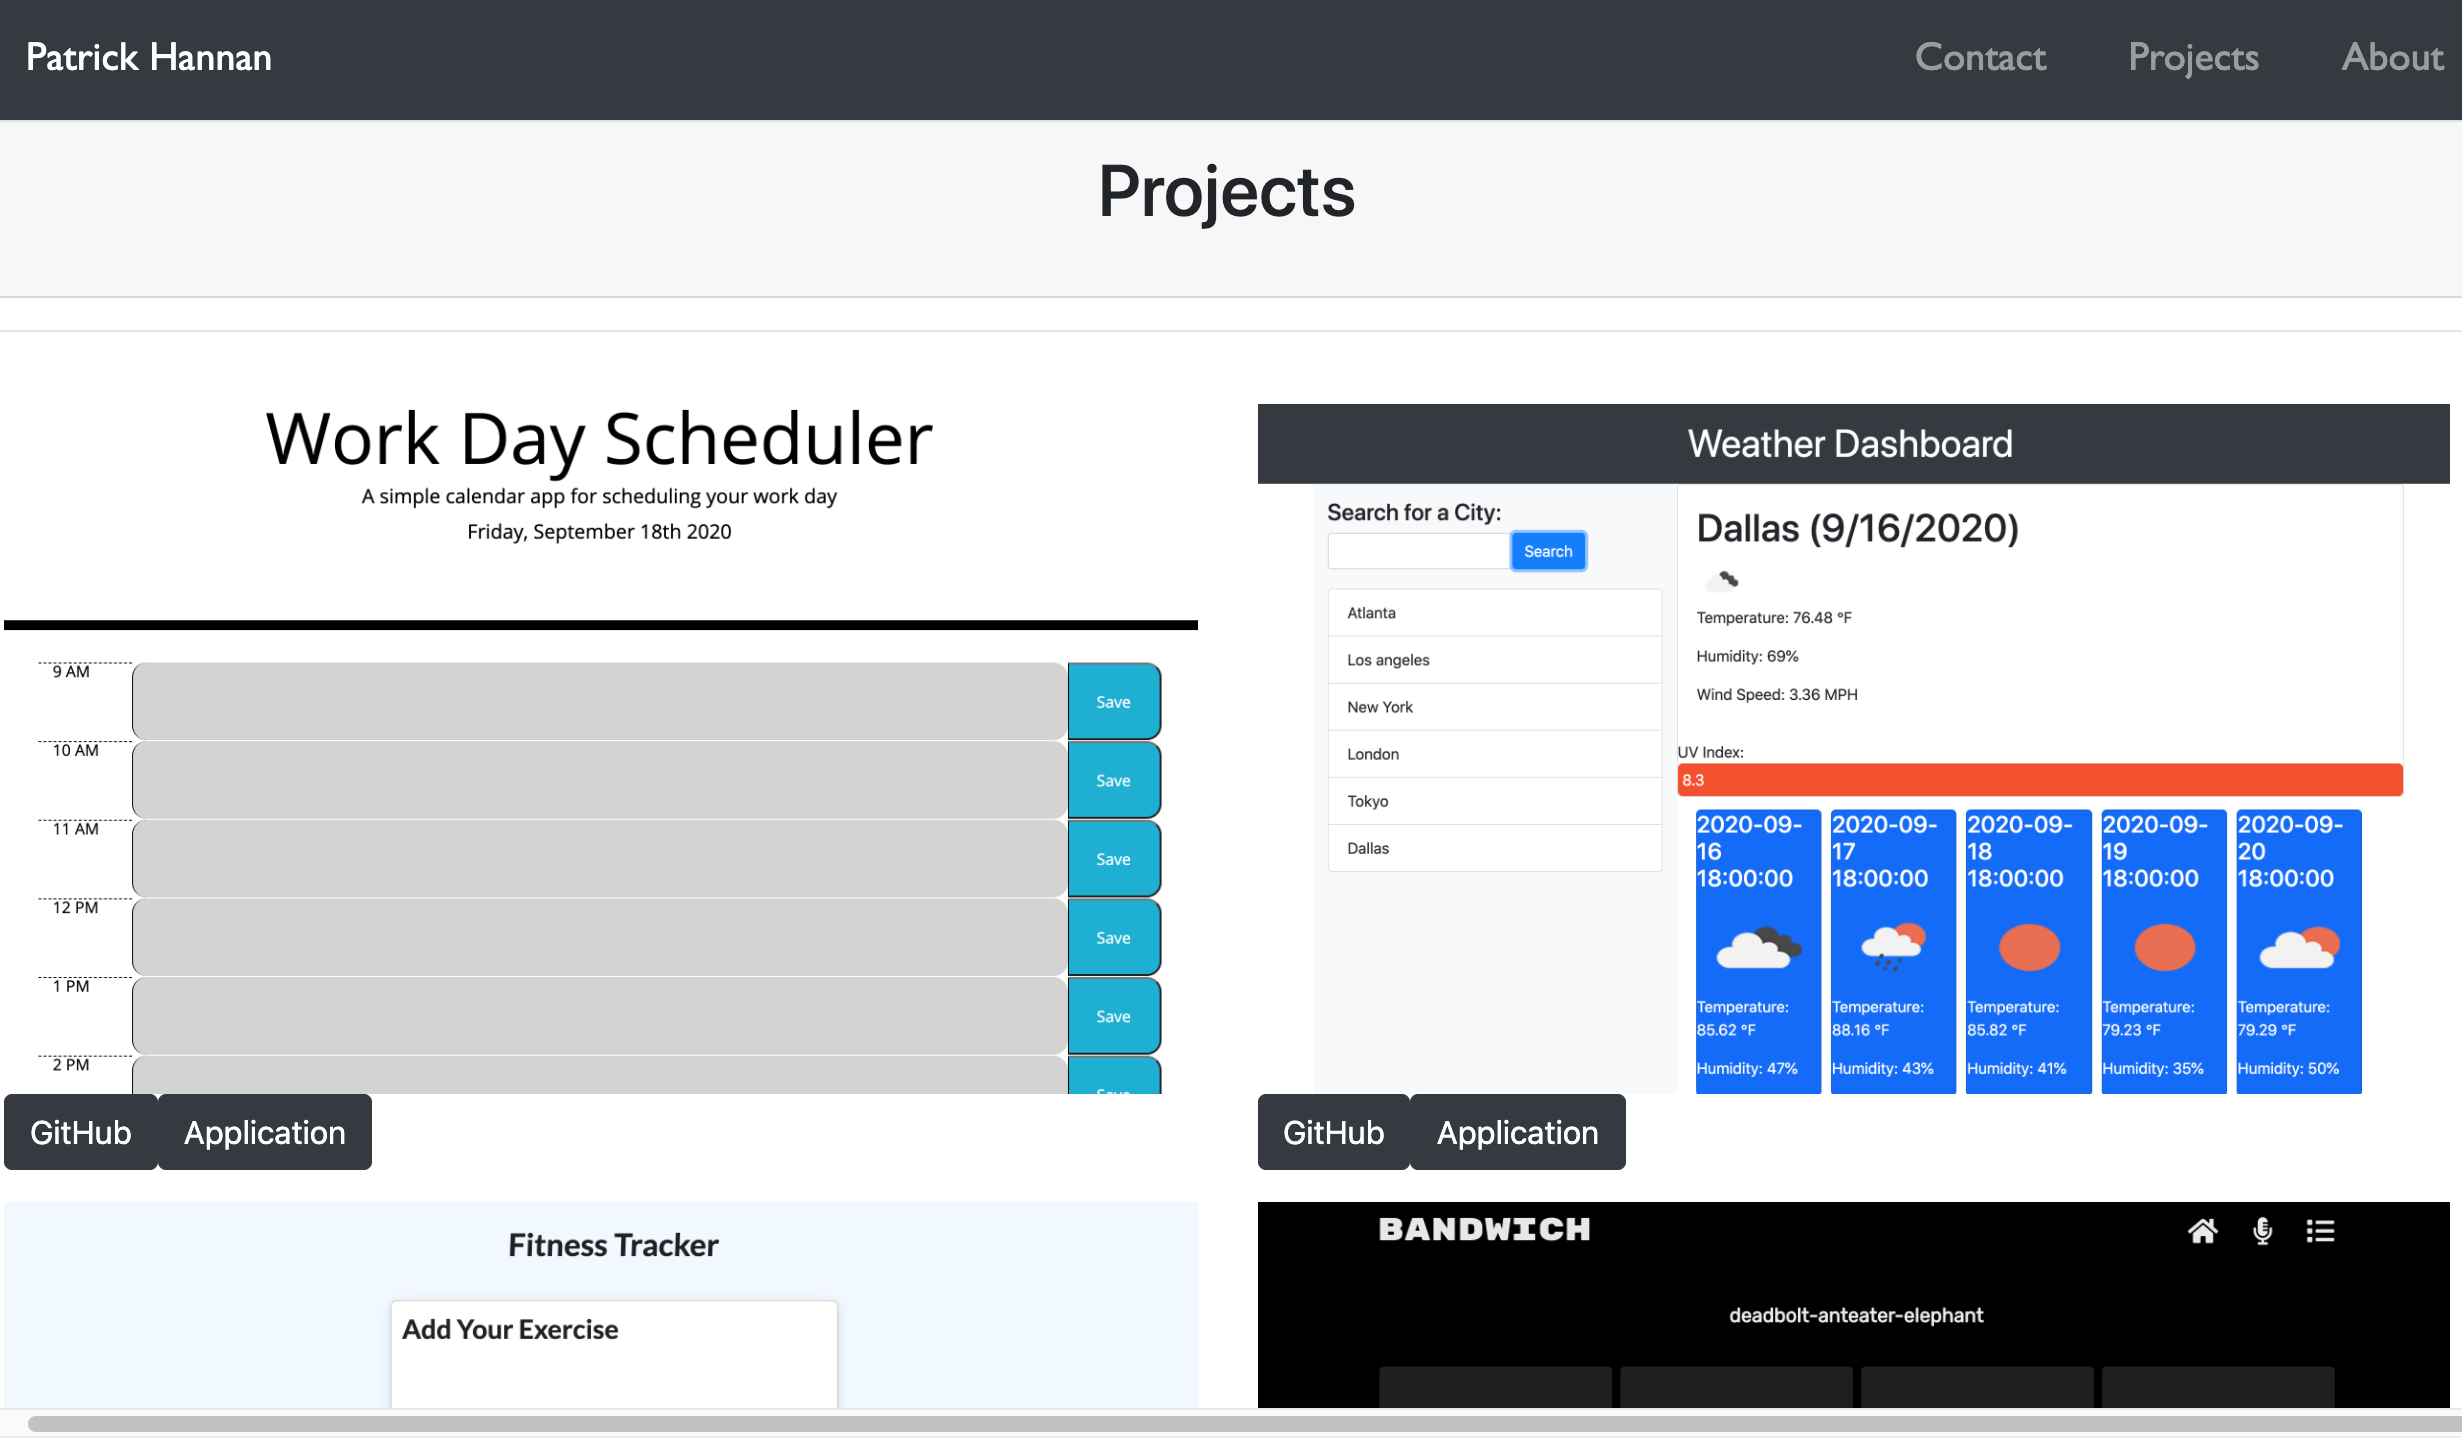 Patrick Hannan
Contact
Projects
About
Projects
Work Day Scheduler
A simple calendar app for scheduling your work day
Friday, September 18th 2020
9 AM
Save
10 AM
Save
11 AM
Save
12 PM
Save
1 PM
Save
2 PM
Save
GitHub
Application
Weather Dashboard
Search for a City:
Search
Atlanta
Los angeles
New York
London
Tokyo
Dallas
Dallas (9/16/2020)
Temperature: 76.48 °F
Humidity: 69%
Wind Speed: 3.36 MPH
UV Index:
8.3
2020-09-
16
18:00:00
Temperature:
85.62 °F
Humidity: 47%
2020-09-
17
18:00:00
Temperature:
88.16 °F
Humidity: 43%
2020-09-
18
18:00:00
Temperature:
85.82 °F
Humidity: 41%
2020-09-
19
18:00:00
Temperature:
79.23 °F
Humidity: 35%
2020-09-
20
18:00:00
Temperature:
79.29 °F
Humidity: 50%
GitHub
Application
Fitness Tracker
Add Your Exercise
BANDWICH
deadbolt-anteater-elephant